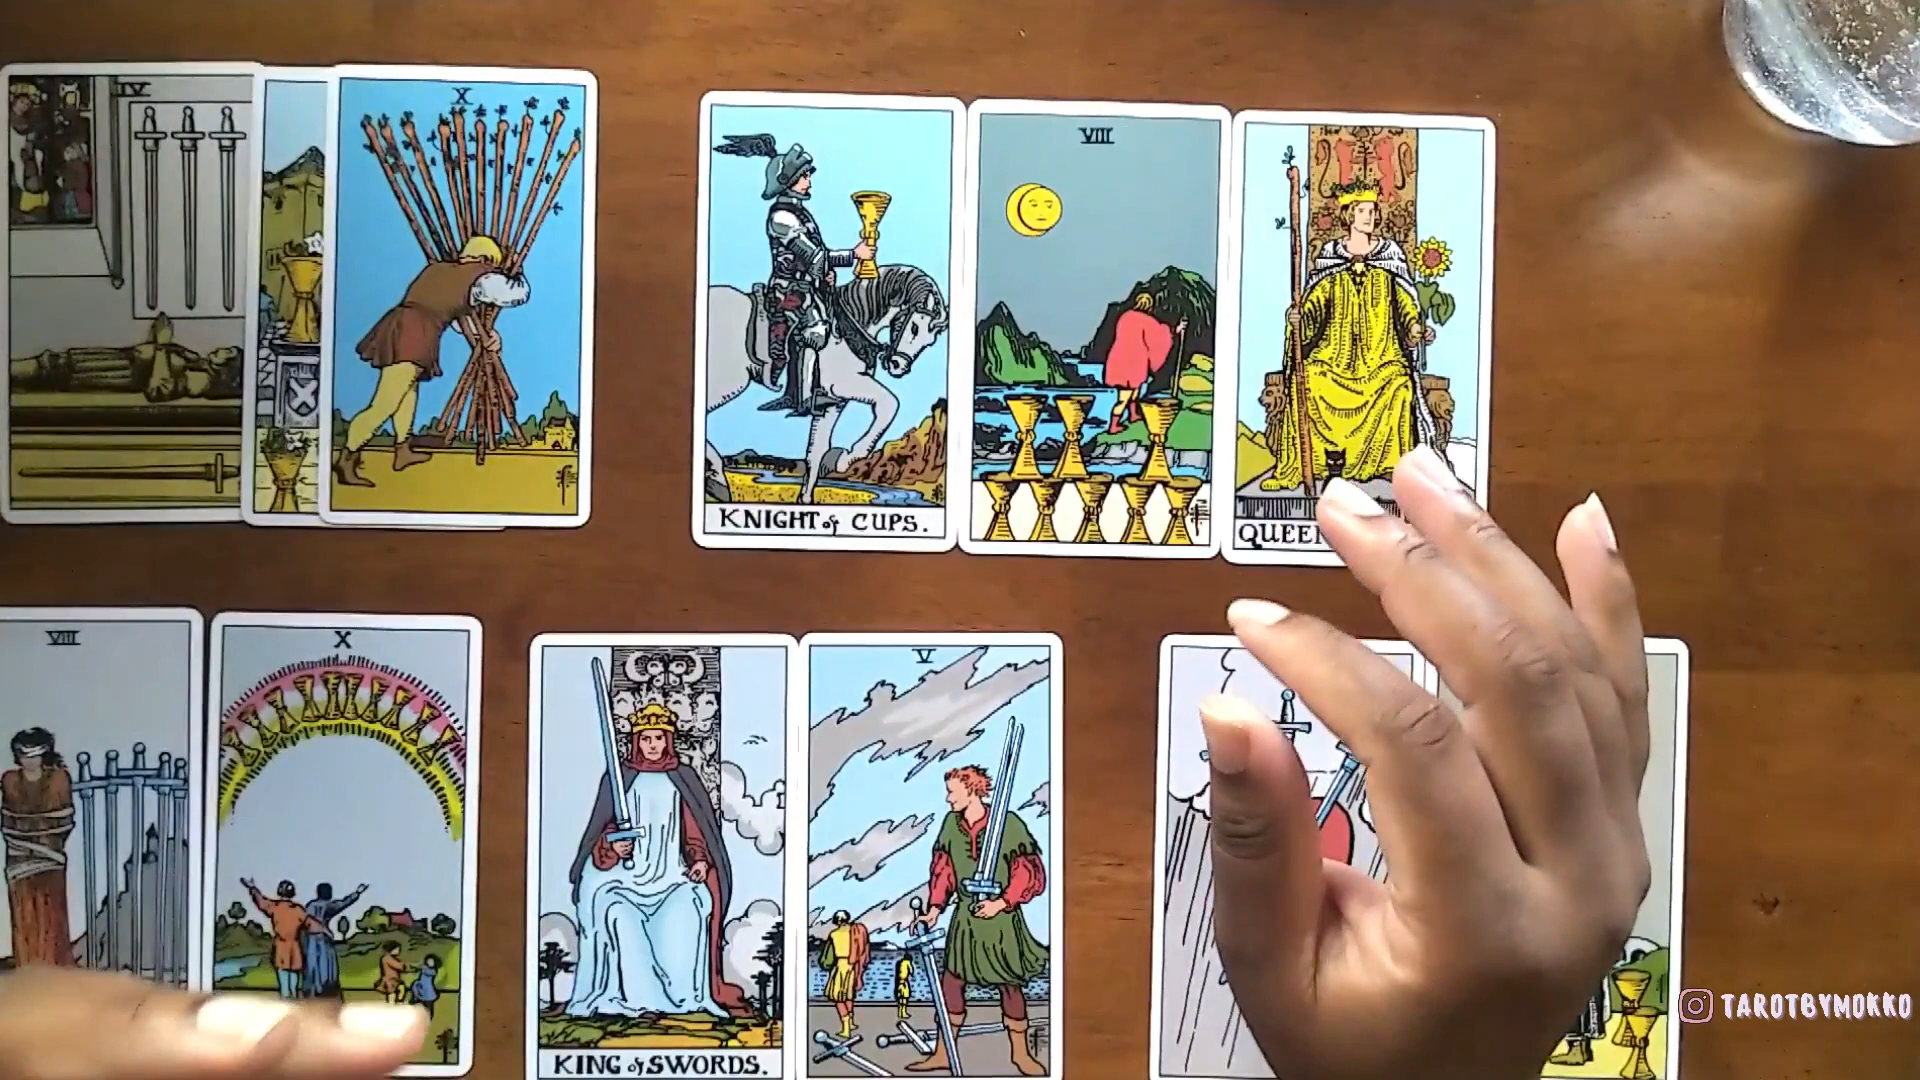 IV
X
VIII
KNIGHT of CUPS.
QUEEN
VIII
X
V
KING of SWORDS.
TAROTBYMOKKO